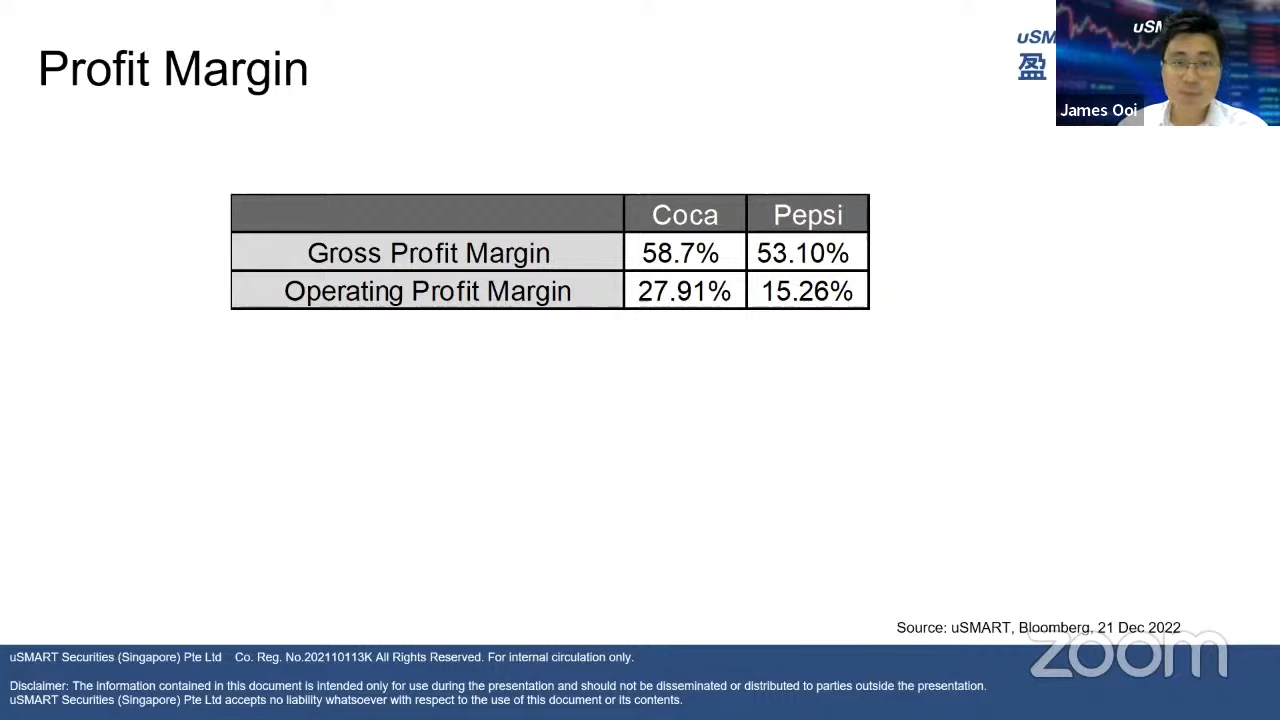 Profit Margin
uSM
盈
uSM
James Ooi
Coca Pepsi
Gross Profit Margin 58.7% 53.10%
Operating Profit Margin 27.91% 15.26%
Source: uSMART, Bloomberg, 21 Dec 2022
zoom
uSMART Securities (Singapore) Pte Ltd Co. Reg. No.202110113K All Rights Reserved. For internal circulation only.
Disclaimer: The information contained in this document is intended only for use during the presentation and should not be disseminated or distributed to parties outside the presentation.
uSMART Securities (Singapore) Pte Ltd accepts no liability whatsoever with respect to the use of this document or its contents.